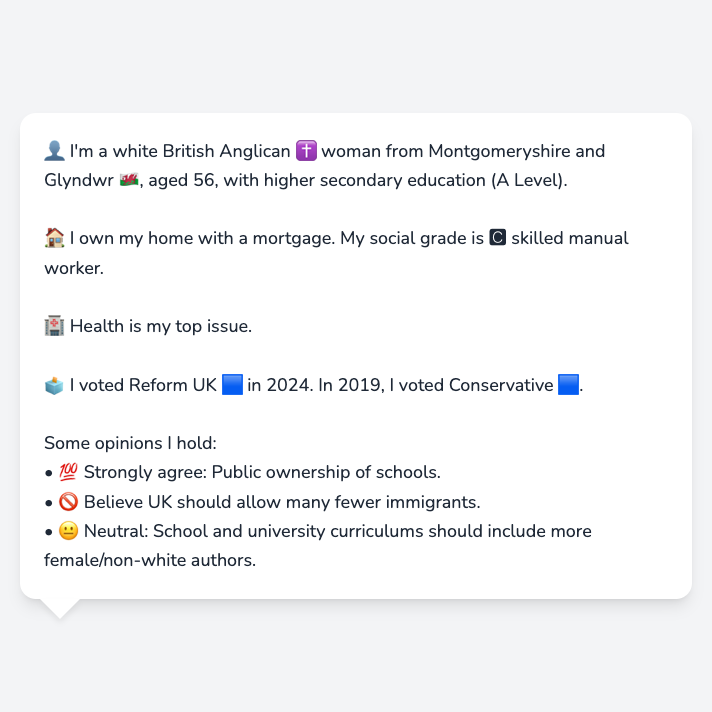 👤 I'm a white British Anglican ✝️ woman from Montgomeryshire and
Glyndwr 🏴󠁧󠁢󠁷󠁬󠁳󠁿, aged 56, with higher secondary education (A Level).
🏠 I own my home with a mortgage. My social grade is 🅲 skilled manual
worker.
🏥 Health is my top issue.
🗳️ I voted Reform UK 🟦 in 2024. In 2019, I voted Conservative 🟦.
Some opinions I hold:
• 💯 Strongly agree: Public ownership of schools.
• 🚫 Believe UK should allow many fewer immigrants.
• 😐 Neutral: School and university curriculums should include more
female/non-white authors.